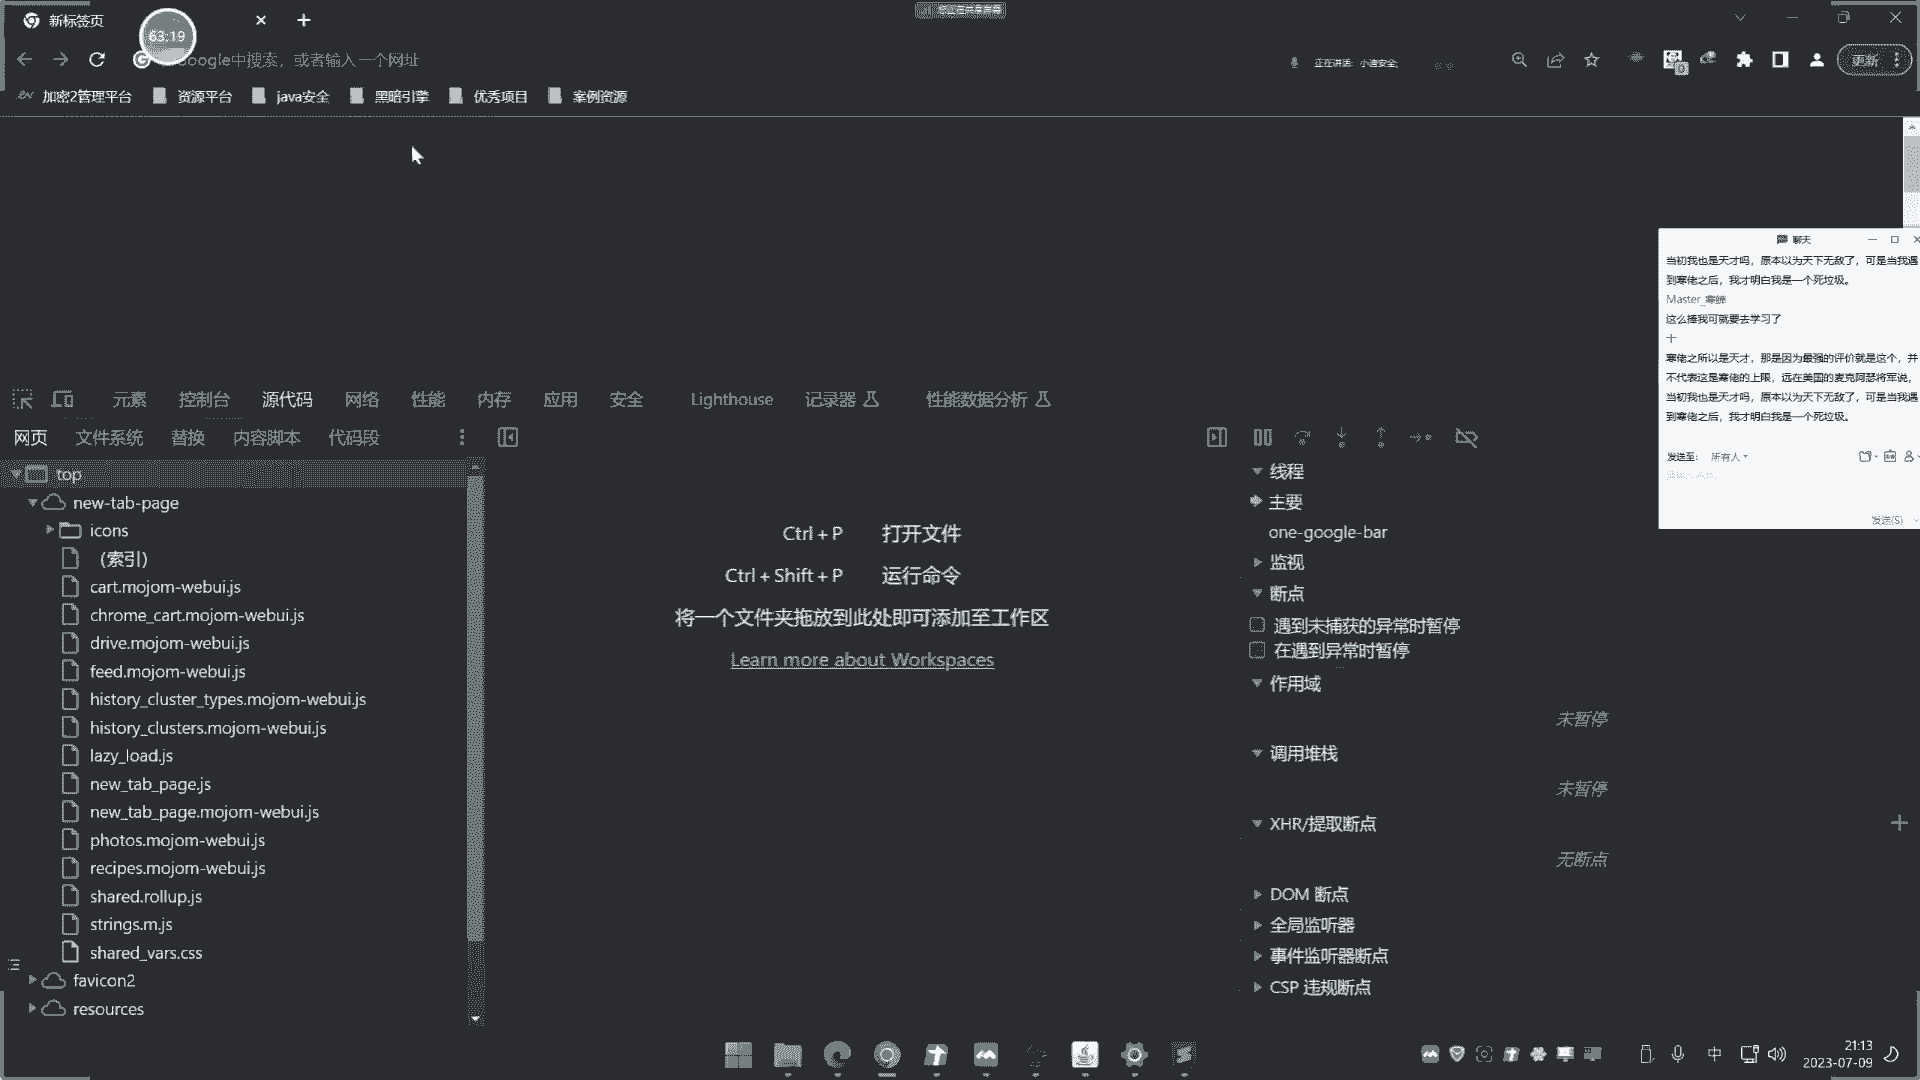 新标签页
63:19
Google中搜索，或者输入一个网址
正在讲话: 小迪安全;
更新
加密2管理平台
资源平台
java安全
黑暗引擎
优秀项目
案例资源
聊天
当初我也是天才吗，原本以为天下无敌了，可是当我遇
到寒佬之后，我才明白我是一个死垃圾。
Master_寒蝉
这么捧我可就要去学习了
十
寒佬之所以是天才，那是因为最强的评价就是这个，并
不代表这是寒佬的上限，远在美国的麦克阿瑟将军说，
当初我也是天才吗，原本以为天下无敌了，可是当我遇
到寒佬之后，我才明白我是一个死垃圾。
发送至: 所有人
发送(S)
元素 控制台 源代码 网络 性能 内存 应用 安全 Lighthouse 记录器 性能数据分析
网页 文件系统 替换 内容脚本 代码段
top
new-tab-page
icons
（索引）
cart.mojom-webui.js
chrome_cart.mojom-webui.js
drive.mojom-webui.js
feed.mojom-webui.js
history_cluster_types.mojom-webui.js
history_clusters.mojom-webui.js
lazy_load.js
new_tab_page.js
new_tab_page.mojom-webui.js
photos.mojom-webui.js
recipes.mojom-webui.js
shared.rollup.js
strings.m.js
shared_vars.css
favicon2
resources
Ctrl + P 打开文件
Ctrl + Shift + P 运行命令
将一个文件夹拖放到此处即可添加至工作区
Learn more about Workspaces
线程
主要
one-google-bar
监视
断点
遇到未捕获的异常时暂停
在遇到异常时暂停
作用域
未暂停
调用堆栈
未暂停
XHR/提取断点
无断点
DOM 断点
全局监听器
事件监听器断点
CSP 违规断点
中
21:13
2023-07-09